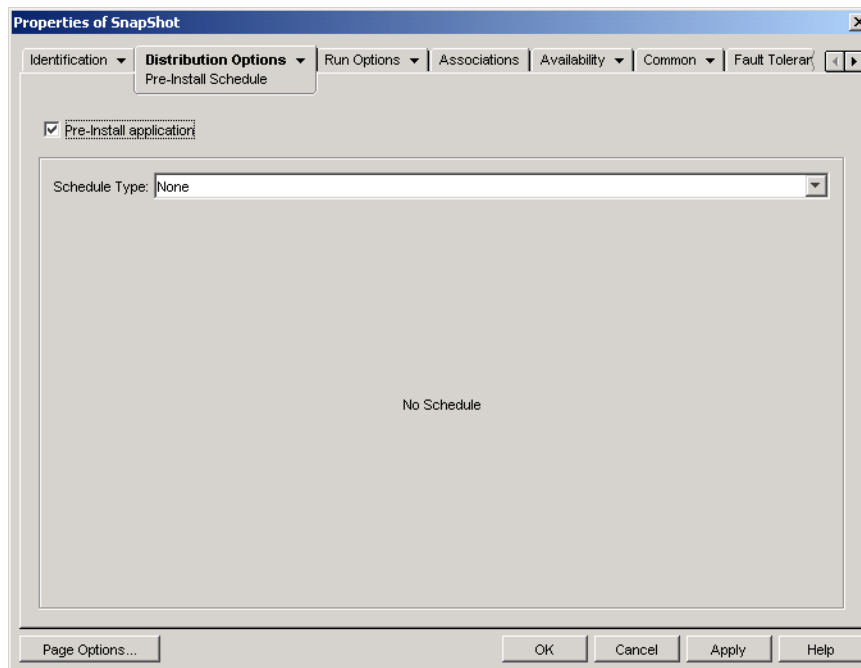 Properties of SnapShot
Identification Distribution Options Run Options Associations Availability Common Fault
Pre-Install Schedule
Pre-Install application
Schedule Type: None
No Schedule
Page Options... OK Cancel Apply Help